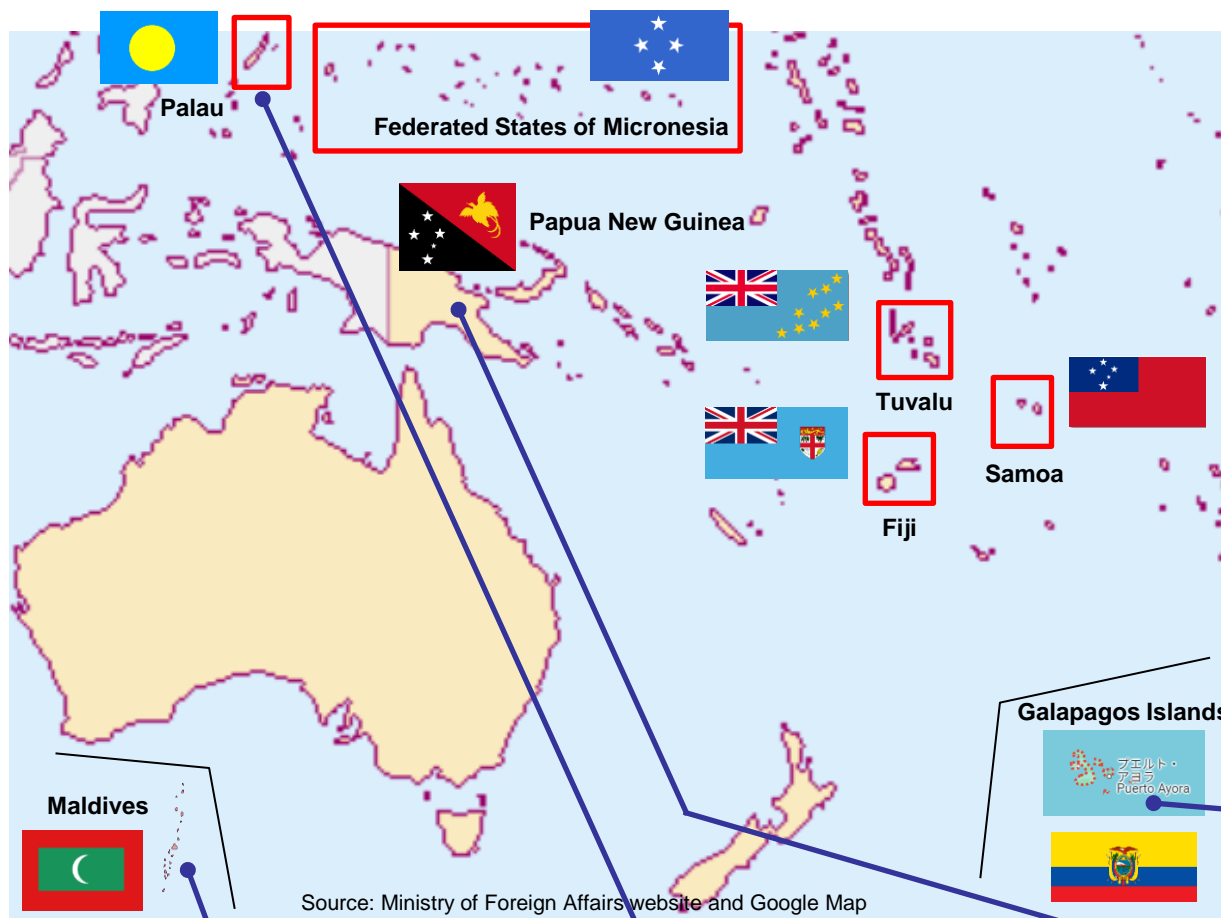 Palau
Federated States of Micronesia
Papua New Guinea
Tuvalu
Samoa
Fiji
Galapagos Islands
プエルト・
アヨラ
Puerto Ayora
Maldives
Source: Ministry of Foreign Affairs website and Google Map